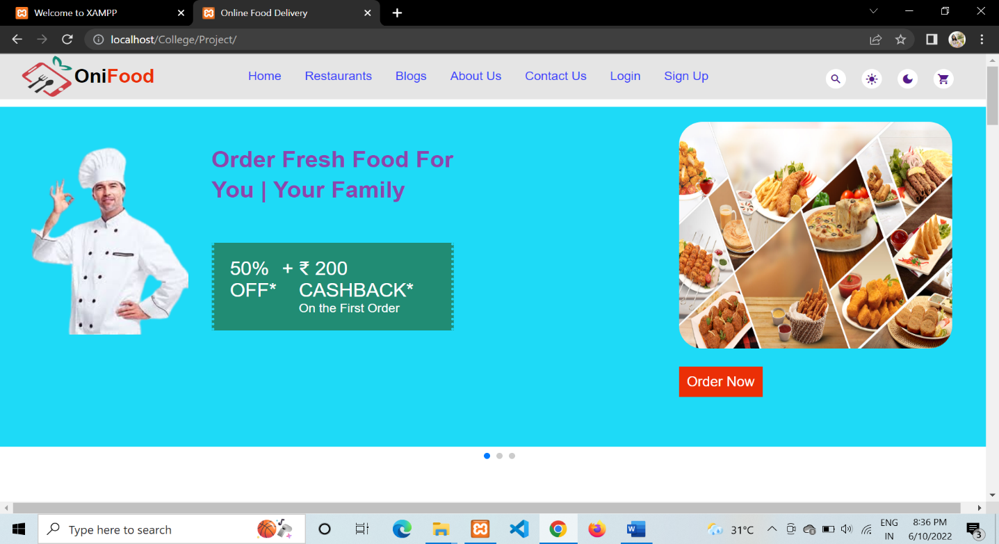 Welcome to XAMPP
Online Food Delivery
localhost/College/Project/
OniFood
Home Restaurants Blogs About Us Contact Us Login Sign Up
Order Fresh Food For
You | Your Family
50% + ₹ 200
OFF* CASHBACK*
On the First Order
Order Now
Type here to search
31°C
ENG
IN
8:36 PM
6/10/2022
3